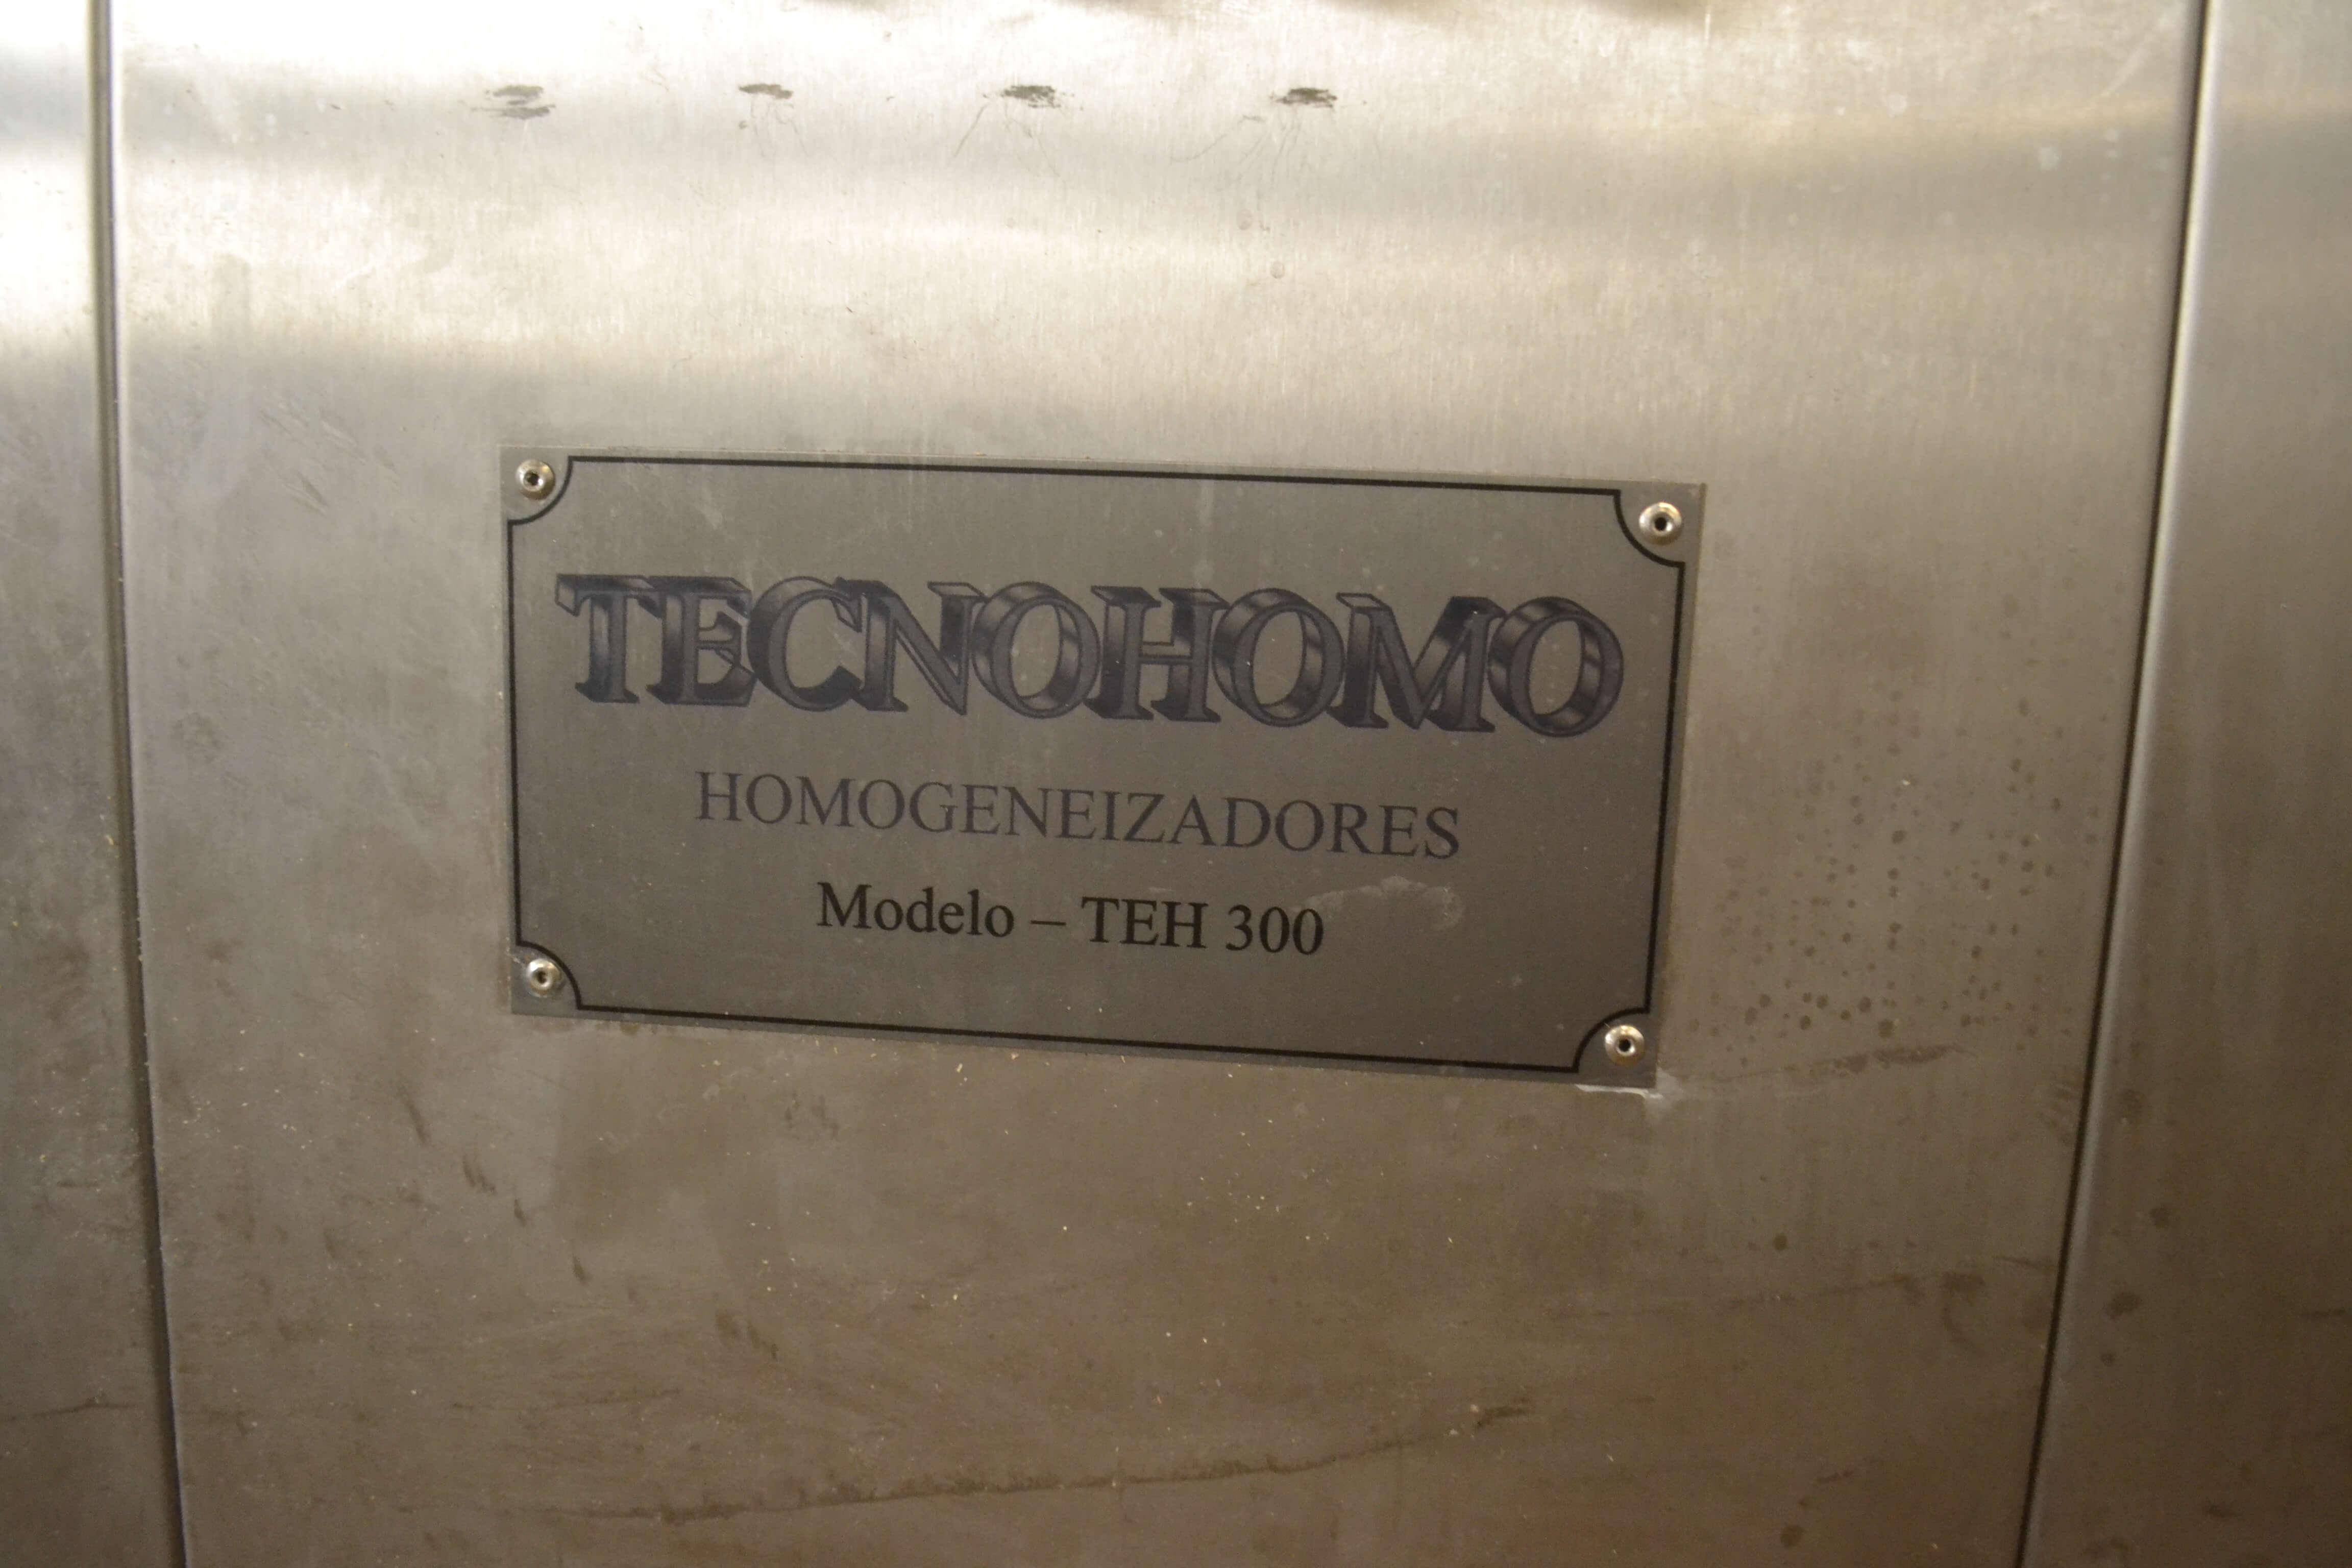 TECNOHOMO
HOMOGENEIZADORES
Modelo – TEH 300